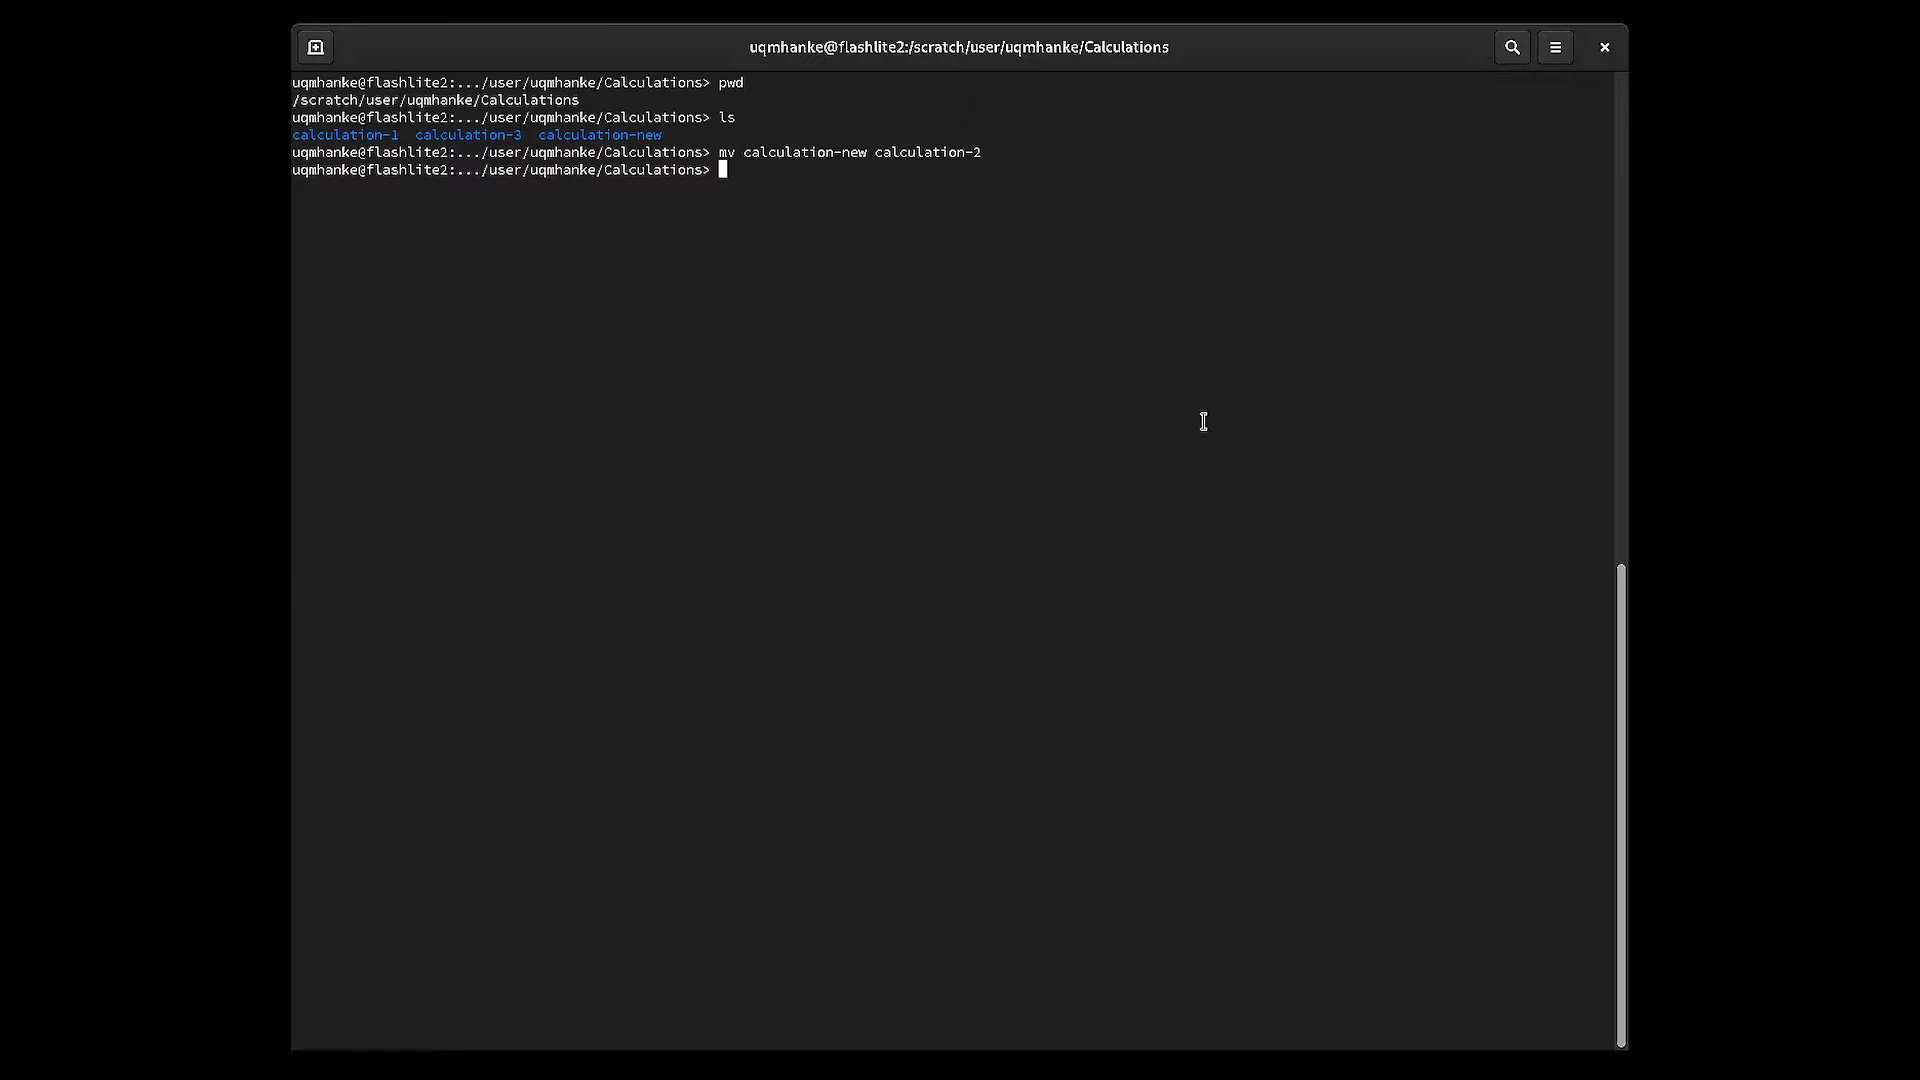 uqmhanke@flashlite2:/scratch/user/uqmhanke/Calculations
uqmhanke@flashlite2:.../user/uqmhanke/Calculations> pwd
/scratch/user/uqmhanke/Calculations
uqmhanke@flashlite2:.../user/uqmhanke/Calculations> ls
calculation-1  calculation-3  calculation-new
uqmhanke@flashlite2:.../user/uqmhanke/Calculations> mv calculation-new calculation-2
uqmhanke@flashlite2:.../user/uqmhanke/Calculations>